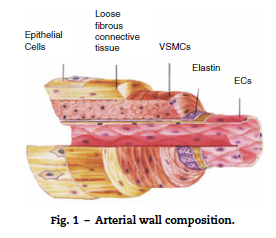 Epithelial
Cells
Loose
fibrous
connective
tissue
VSMCs
Elastin
ECs
Fig. 1 – Arterial wall composition.